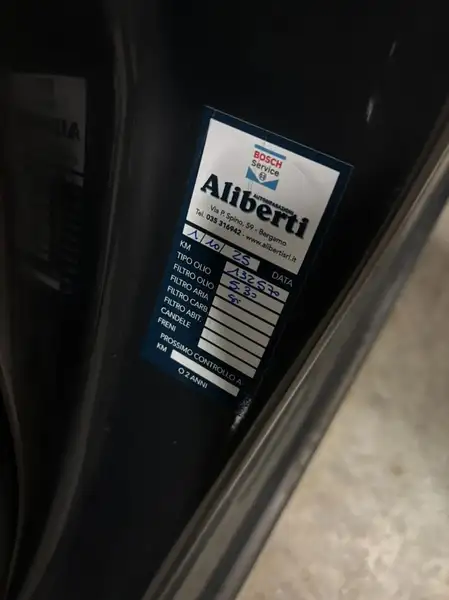 BOSCH
Service
AUTORIPARAZIONI
Aliberti
Via P. Spino, 59 - Bergamo
Tel. 035 316942 - www.alibertisrl.it
1/10/25 DATA
KM 132570
TIPO OLIO 5 30
FILTRO OLIO si
FILTRO ARIA
FILTRO CARB.
FILTRO ABIT.
CANDELE
FRENI
PROSSIMO CONTROLLO A
KM
O 2 ANNI